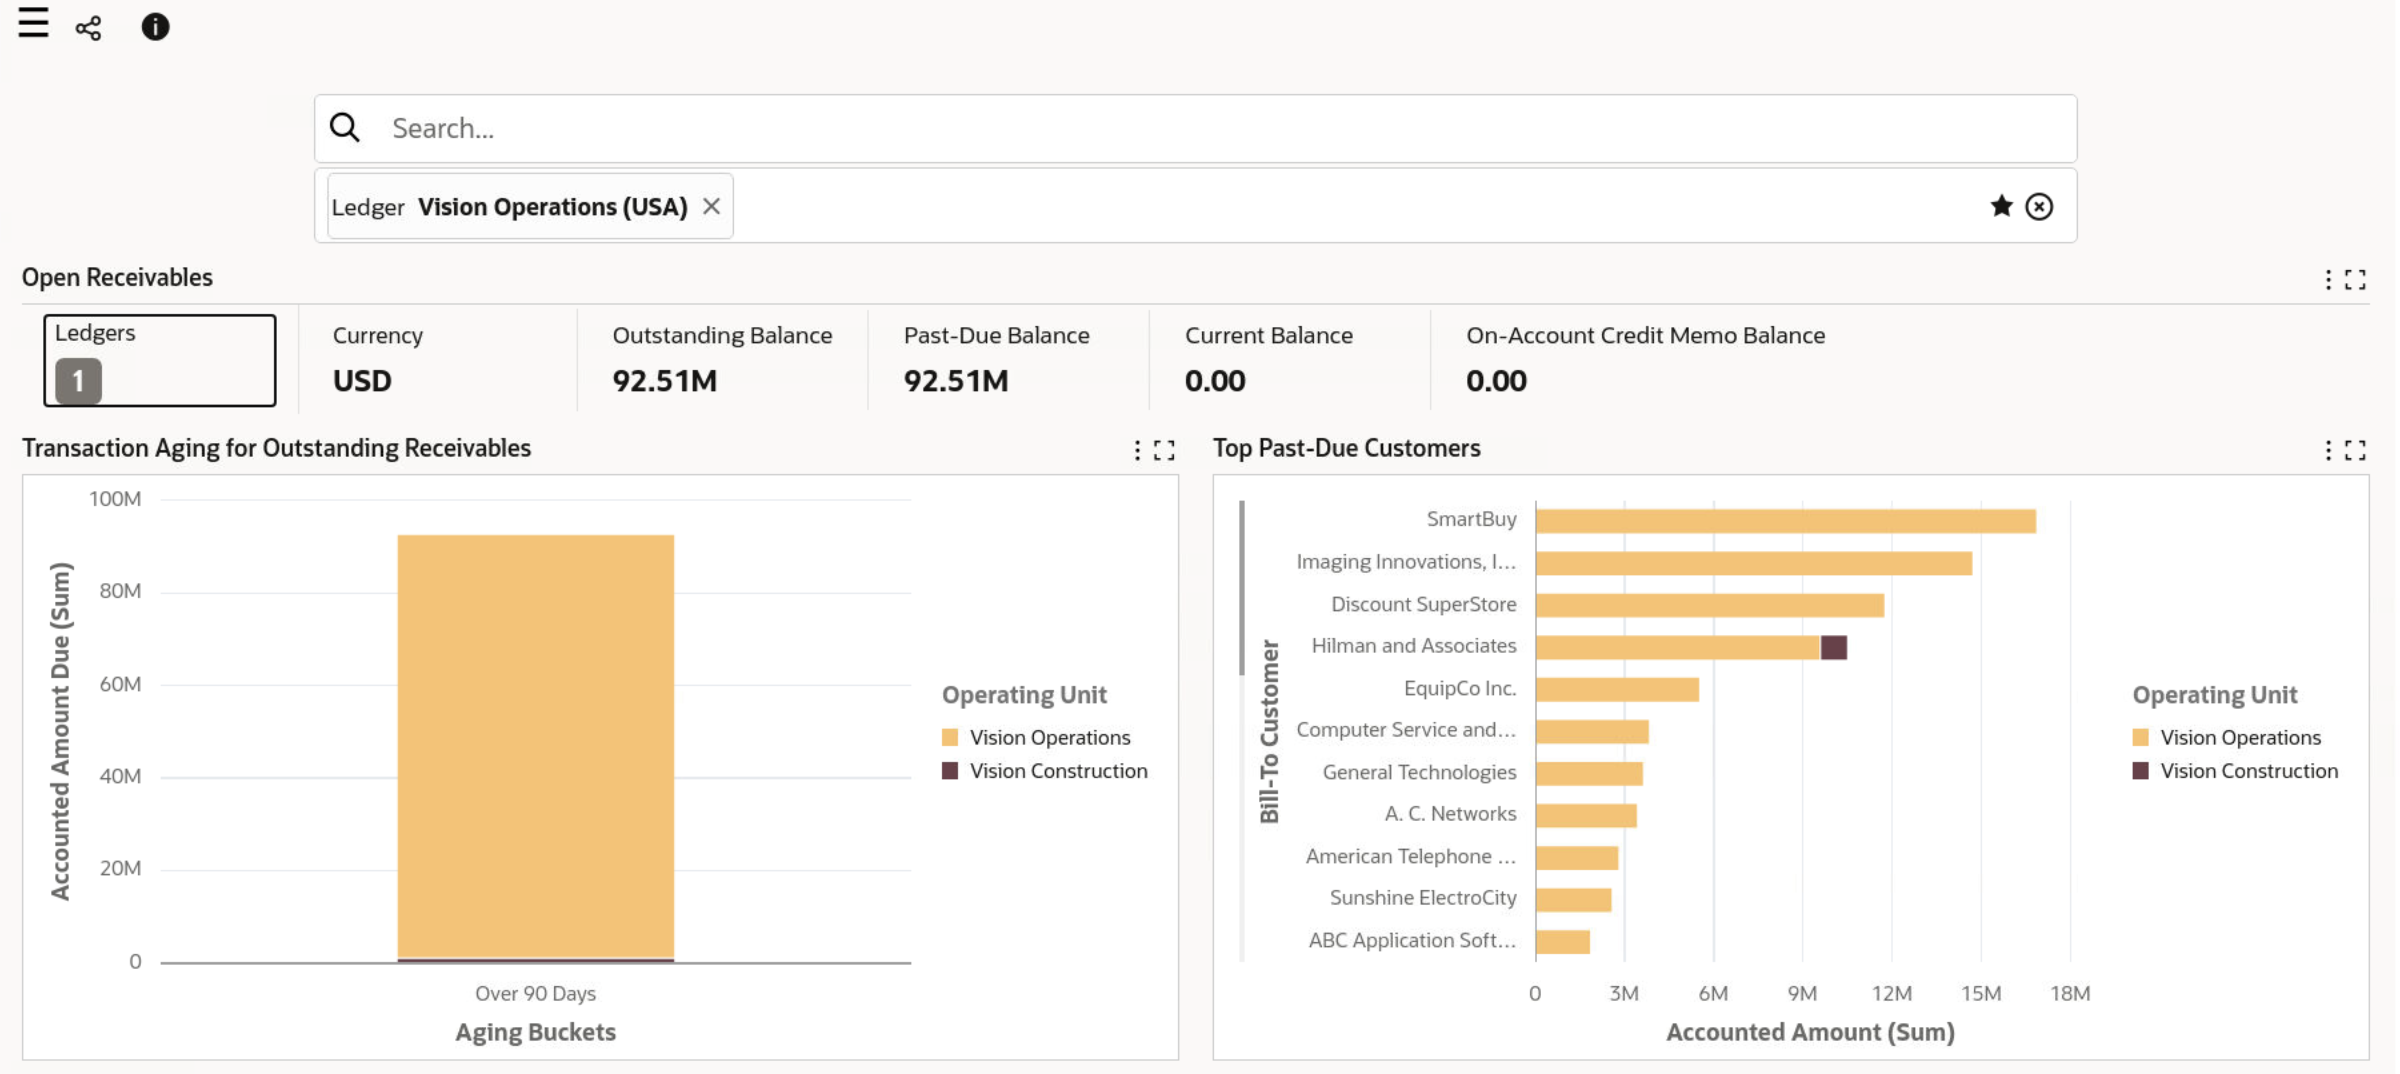 Search...
Ledger Vision Operations (USA)
Open Receivables
Ledgers
1
Currency
USD
Outstanding Balance
92.51M
Past-Due Balance
92.51M
Current Balance
0.00
On-Account Credit Memo Balance
0.00
Transaction Aging for Outstanding Receivables
Accounted Amount Due (Sum)
100M
80M
60M
40M
20M
0
Over 90 Days
Aging Buckets
Operating Unit
Vision Operations
Vision Construction
Top Past-Due Customers
Bill-To Customer
SmartBuy
Imaging Innovations, I...
Discount SuperStore
Hilman and Associates
EquipCo Inc.
Computer Service and...
General Technologies
A. C. Networks
American Telephone ...
Sunshine ElectroCity
ABC Application Soft...
0 3M 6M 9M 12M 15M 18M
Accounted Amount (Sum)
Operating Unit
Vision Operations
Vision Construction